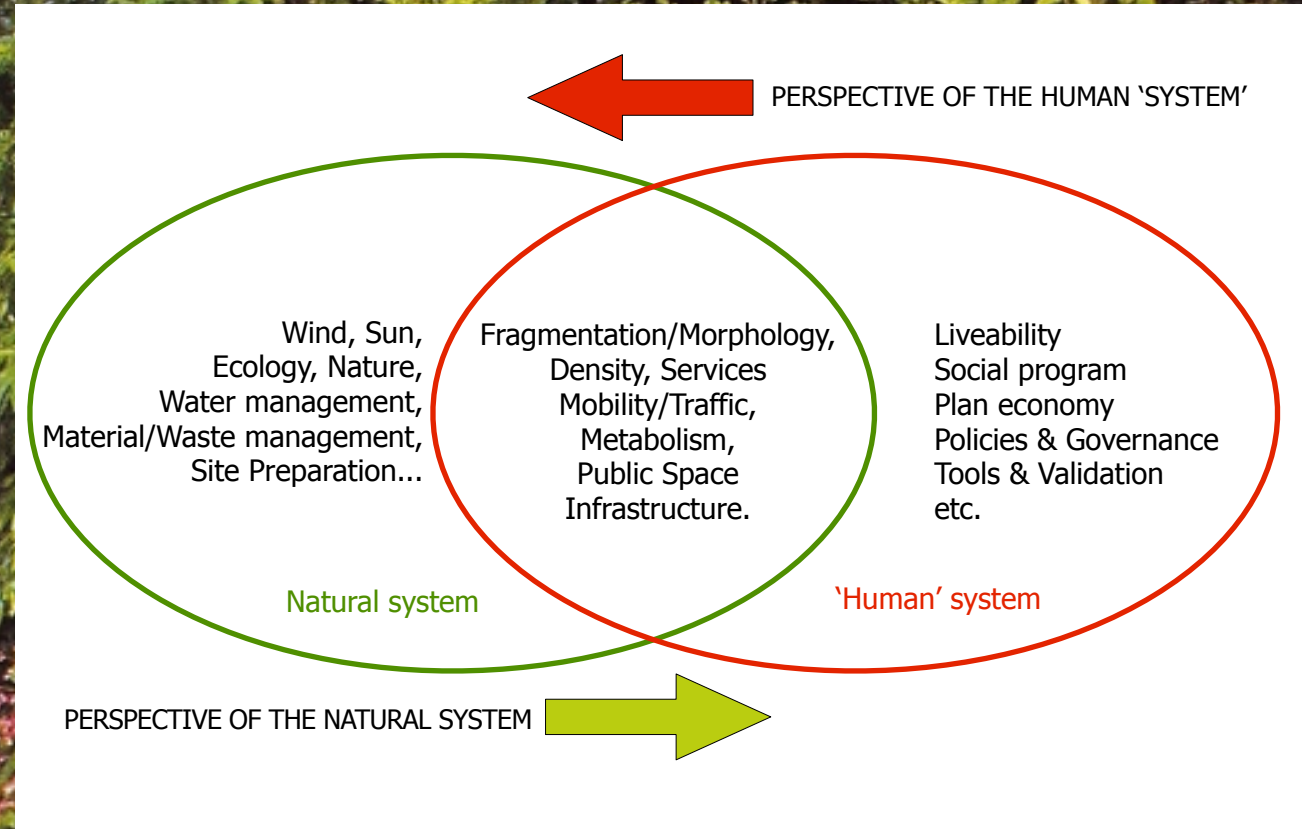 PERSPECTIVE OF THE HUMAN ‘SYSTEM’
Wind, Sun,
Ecology, Nature,
Water management,
Material/Waste management,
Site Preparation...
Fragmentation/Morphology,
Density, Services
Mobility/Traffic,
Metabolism,
Public Space
Infrastructure.
Liveability
Social program
Plan economy
Policies & Governance
Tools & Validation
etc.
Natural system
‘Human’ system
PERSPECTIVE OF THE NATURAL SYSTEM